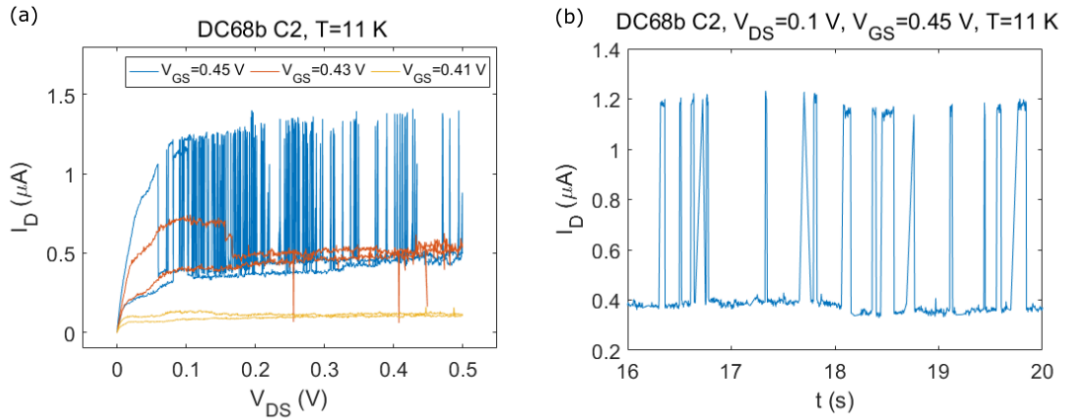 (a)
DC68b C2, T=11 K
V_GS=0.45 V V_GS=0.43 V V_GS=0.41 V
1.5
1
0.5
0
I_D (μA)
0 0.1 0.2 0.3 0.4 0.5
V_DS (V)
(b)
DC68b C2, V_DS=0.1 V, V_GS=0.45 V, T=11 K
1.4
1.2
1.0
0.8
0.6
0.4
0.2
I_D (μA)
16 17 18 19 20
t (s)